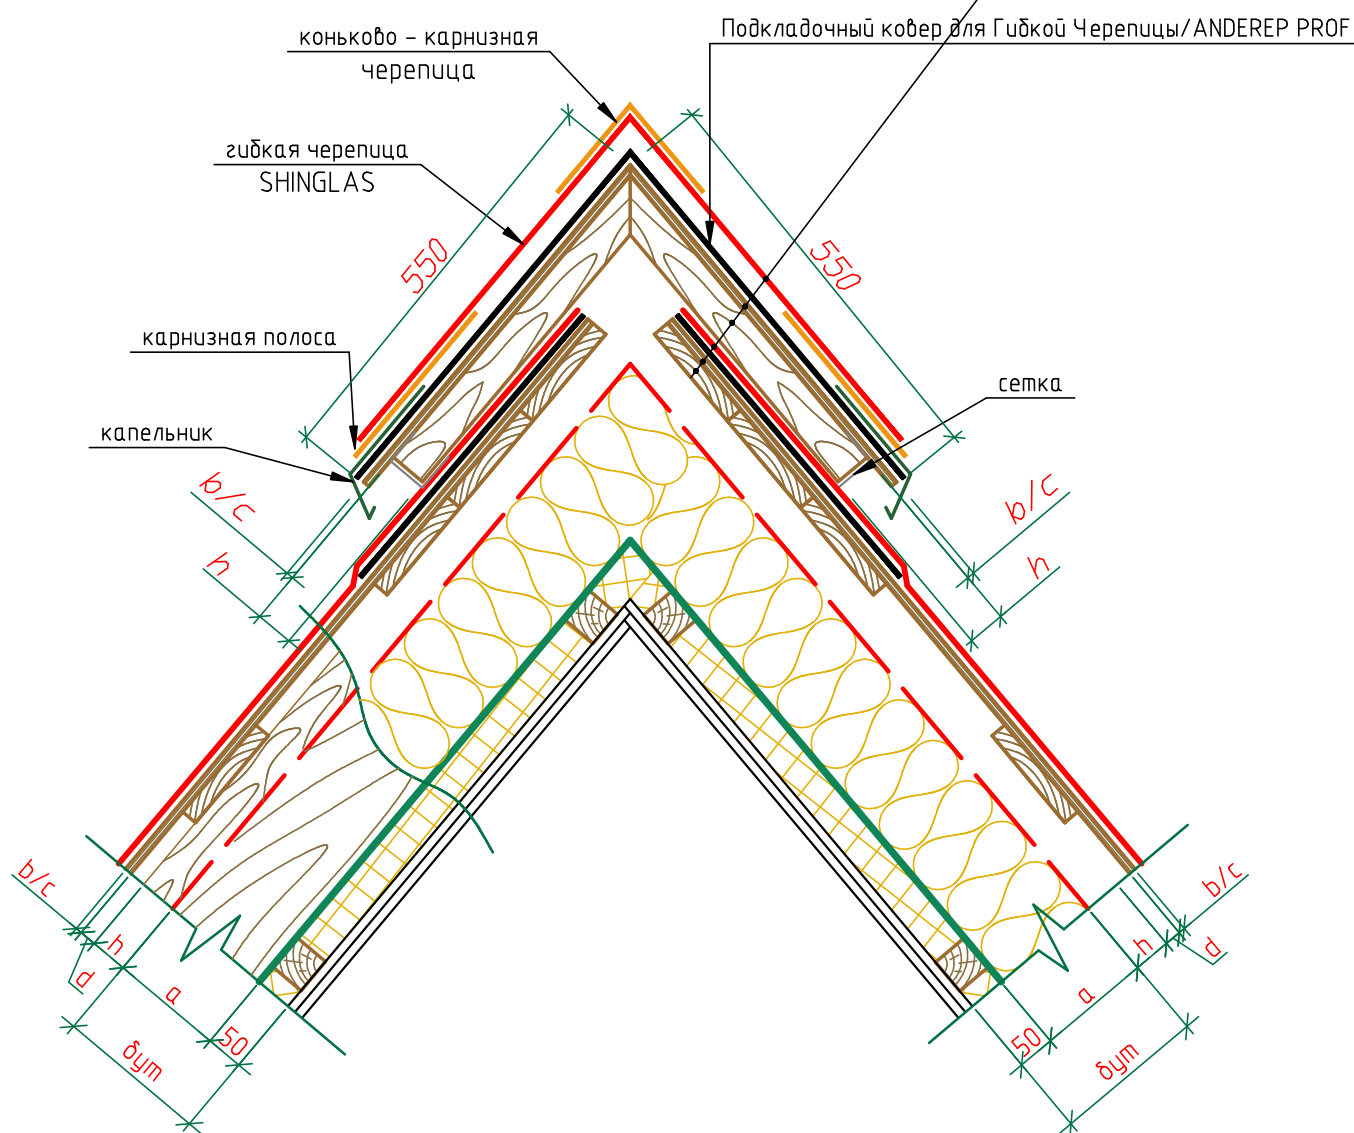 Подкладочный ковер для Гибкой Черепицы/ANDEREP PROF
коньково - карнизная
черепица
гибкая черепица
SHINGLAS
550
550
карнизная полоса
сетка
капельник
b/c
b/c
h
h
b/c
b/c
h
h
d
d
a
a
50
50
δут
δут